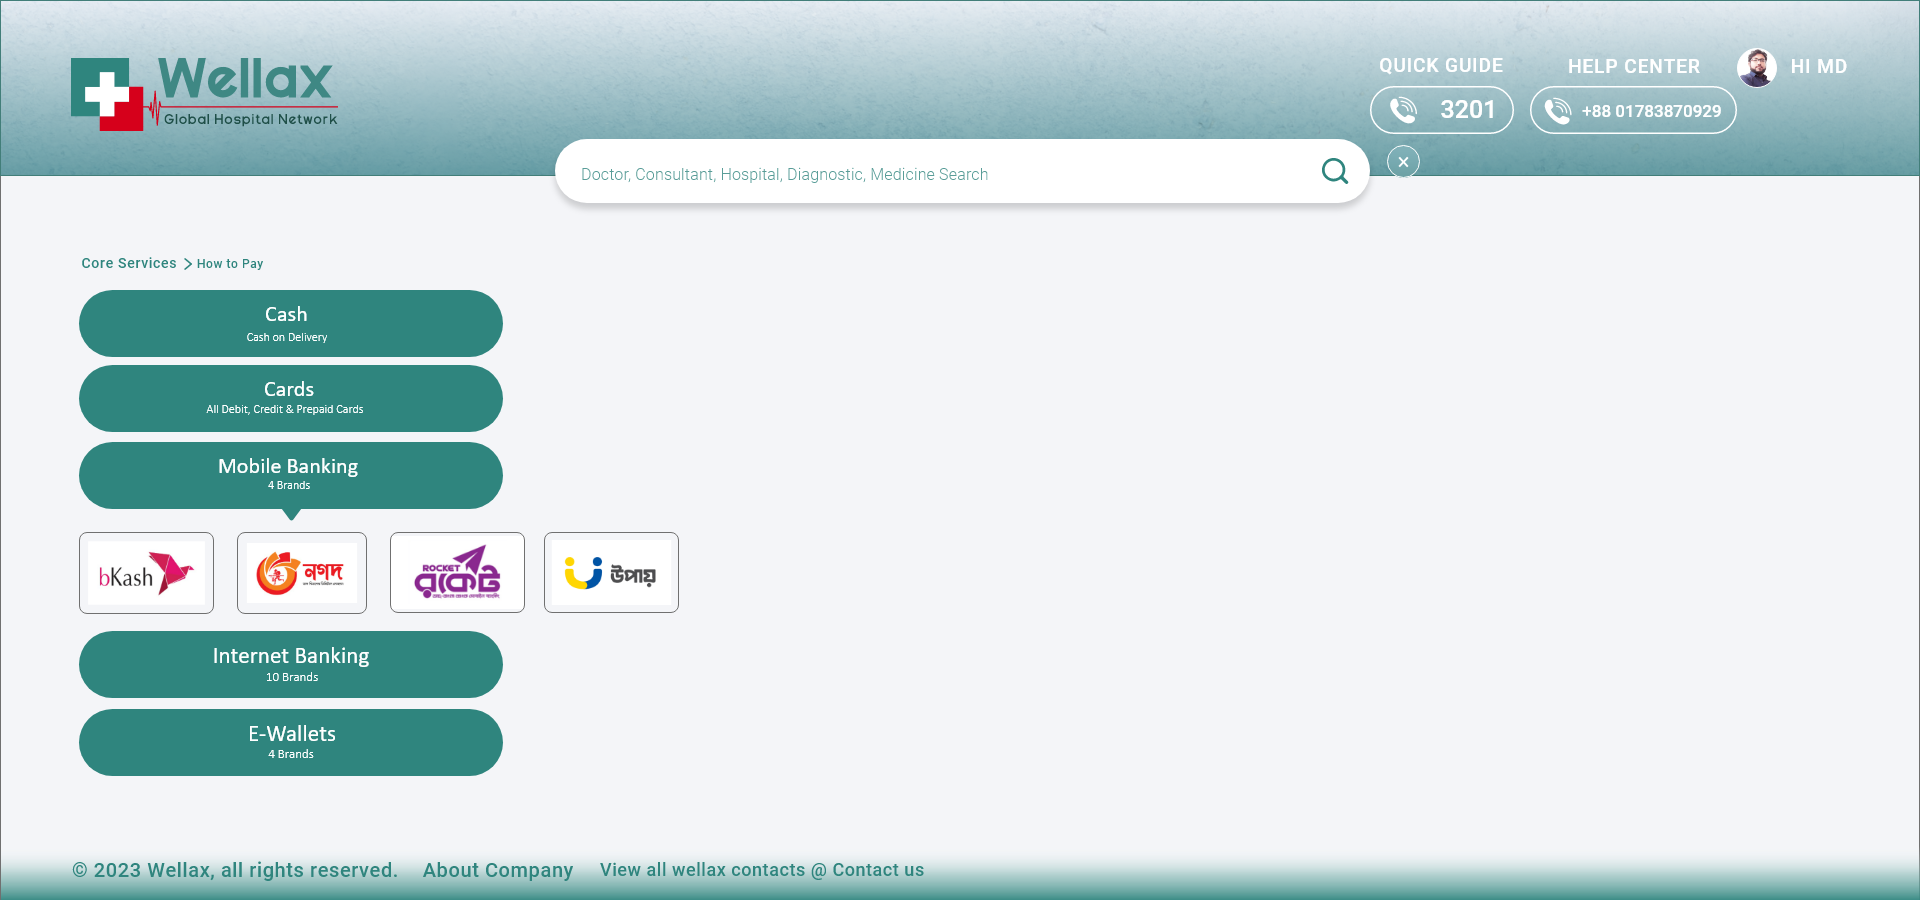 Wellax
Global Hospital Network
QUICK GUIDE
HELP CENTER
HI MD
3201
+88 01783870929
Doctor, Consultant, Hospital, Diagnostic, Medicine Search
Core Services
How to Pay
Cash
Cash on Delivery
Cards
All Debit, Credit & Prepaid Cards
Mobile Banking
4 Brands
bKash
নগদ
ROCKET
রকেট
উপায়
Internet Banking
10 Brands
E-Wallets
4 Brands
© 2023 Wellax, all rights reserved.
About Company
View all wellax contacts @ Contact us